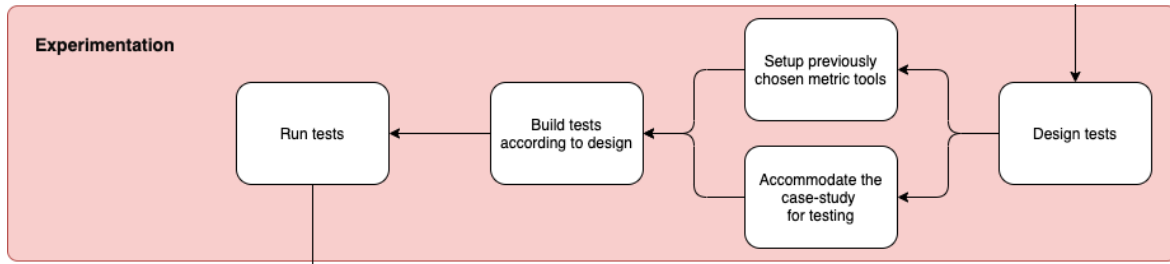 Experimentation
Setup previously
chosen metric tools
Run tests
Build tests
according to design
Design tests
Accommodate the
case-study
for testing